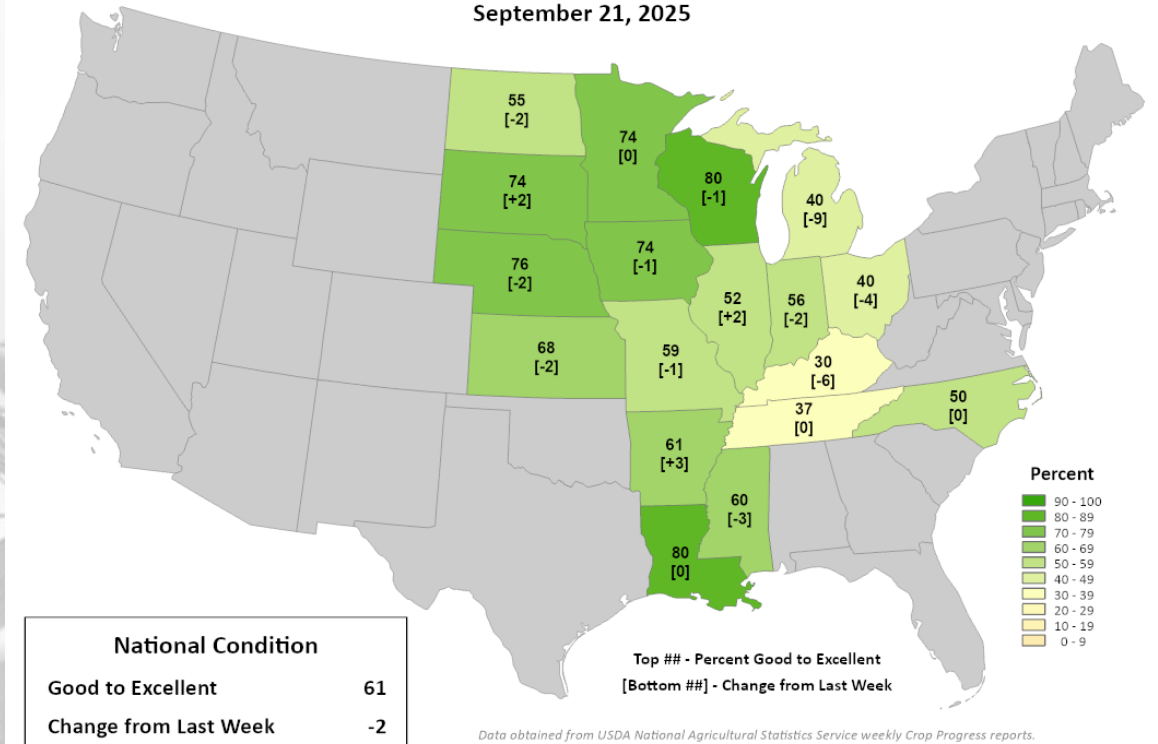 September 21, 2025
55
[-2]
74
[0]
80
[-1]
74
[+2]
40
[-9]
74
[-1]
76
[-2]
40
[-4]
52
[+2]
56
[-2]
68
[-2]
59
[-1]
30
[-6]
37
[0]
50
[0]
61
[+3]
60
[-3]
80
[0]
Percent
90 - 100
80 - 89
70 - 79
60 - 69
50 - 59
40 - 49
30 - 39
20 - 29
10 - 19
0 - 9
National Condition
Good to Excellent 61
Change from Last Week -2
Top ## - Percent Good to Excellent
[Bottom ##] - Change from Last Week
Data obtained from USDA National Agricultural Statistics Service weekly Crop Progress reports.